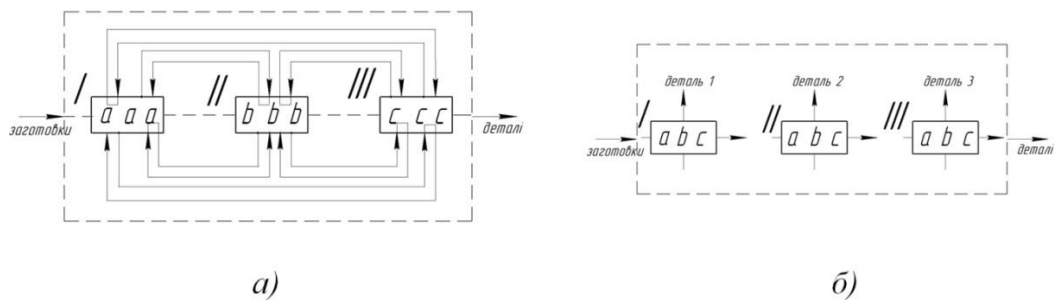 I
II
III
a a a
b b b
c c c
заготовки
деталі
а)
деталь 1
деталь 2
деталь 3
I
II
III
a b c
a b c
a b c
заготовки
деталі
б)